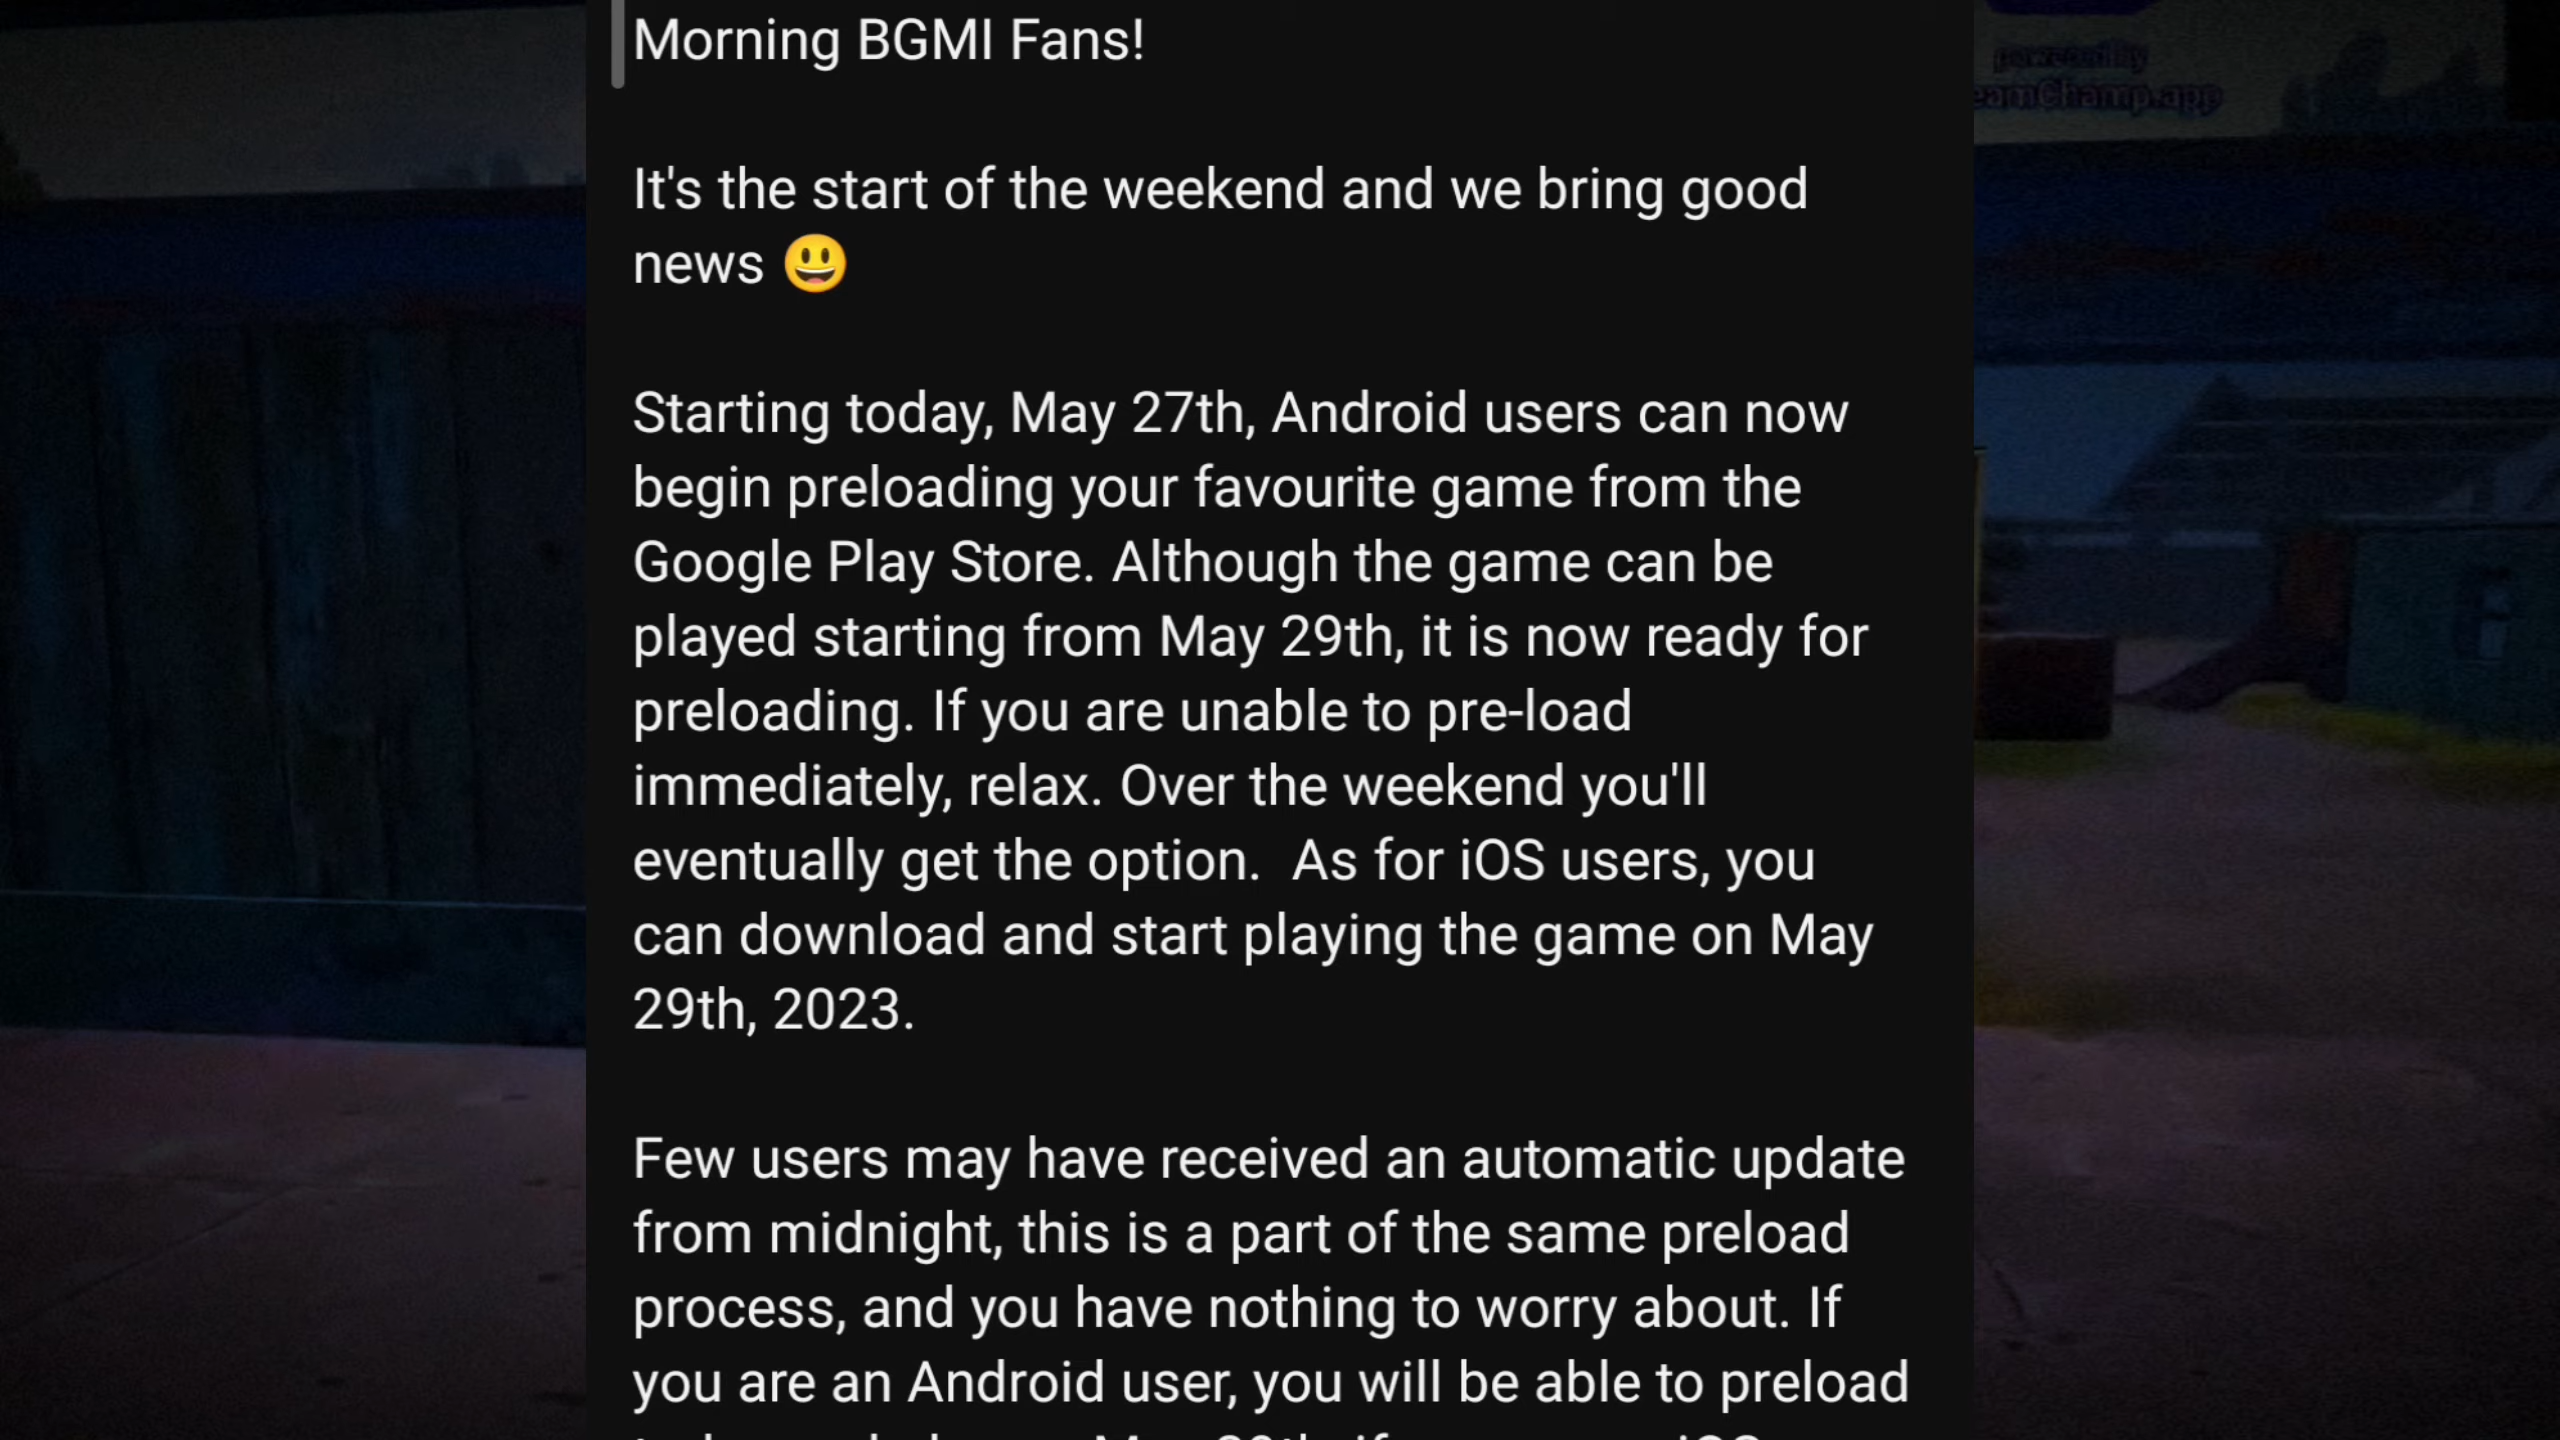 Morning BGMI Fans!
It's the start of the weekend and we bring good
news 😃
Starting today, May 27th, Android users can now
begin preloading your favourite game from the
Google Play Store. Although the game can be
played starting from May 29th, it is now ready for
preloading. If you are unable to pre-load
immediately, relax. Over the weekend you'll
eventually get the option.  As for iOS users, you
can download and start playing the game on May
29th, 2023.
Few users may have received an automatic update
from midnight, this is a part of the same preload
process, and you have nothing to worry about. If
you are an Android user, you will be able to preload
powered by
eamChamp.app